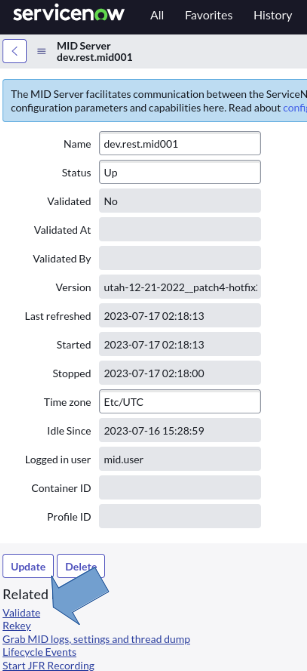 servicenow All Favorites History
MID Server
dev.rest.mid001
The MID Server facilitates communication between the ServiceN
configuration parameters and capabilities here. Read about config
Name dev.rest.mid001
Status Up
Validated No
Validated At
Validated By
Version utah-12-21-2022__patch4-hotfix
Last refreshed 2023-07-17 02:18:13
Started 2023-07-17 02:18:13
Stopped 2023-07-17 02:18:00
Time zone Etc/UTC
Idle Since 2023-07-16 15:28:59
Logged in user mid.user
Container ID
Profile ID
Update Delete
Related
Validate
Rekey
Grab MID logs, settings and thread dump
Lifecycle Events
Start JFR Recording